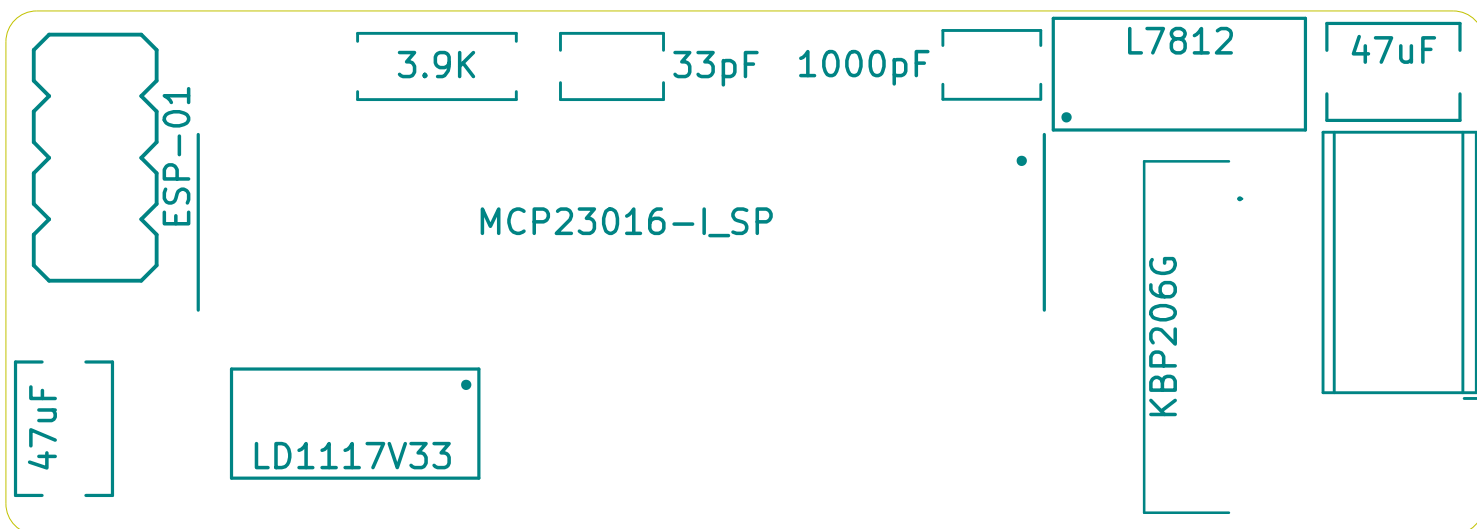 3.9K
33pF
1000pF
L7812
47uF
ESP-01
MCP23016-I_SP
KBP206G
47uF
LD1117V33